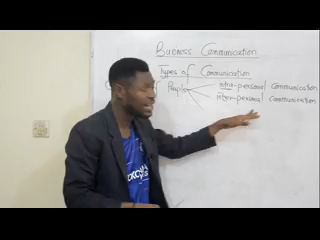 Business Communication
Types of Communication
People
intra-personal Communication
inter-personal Communication